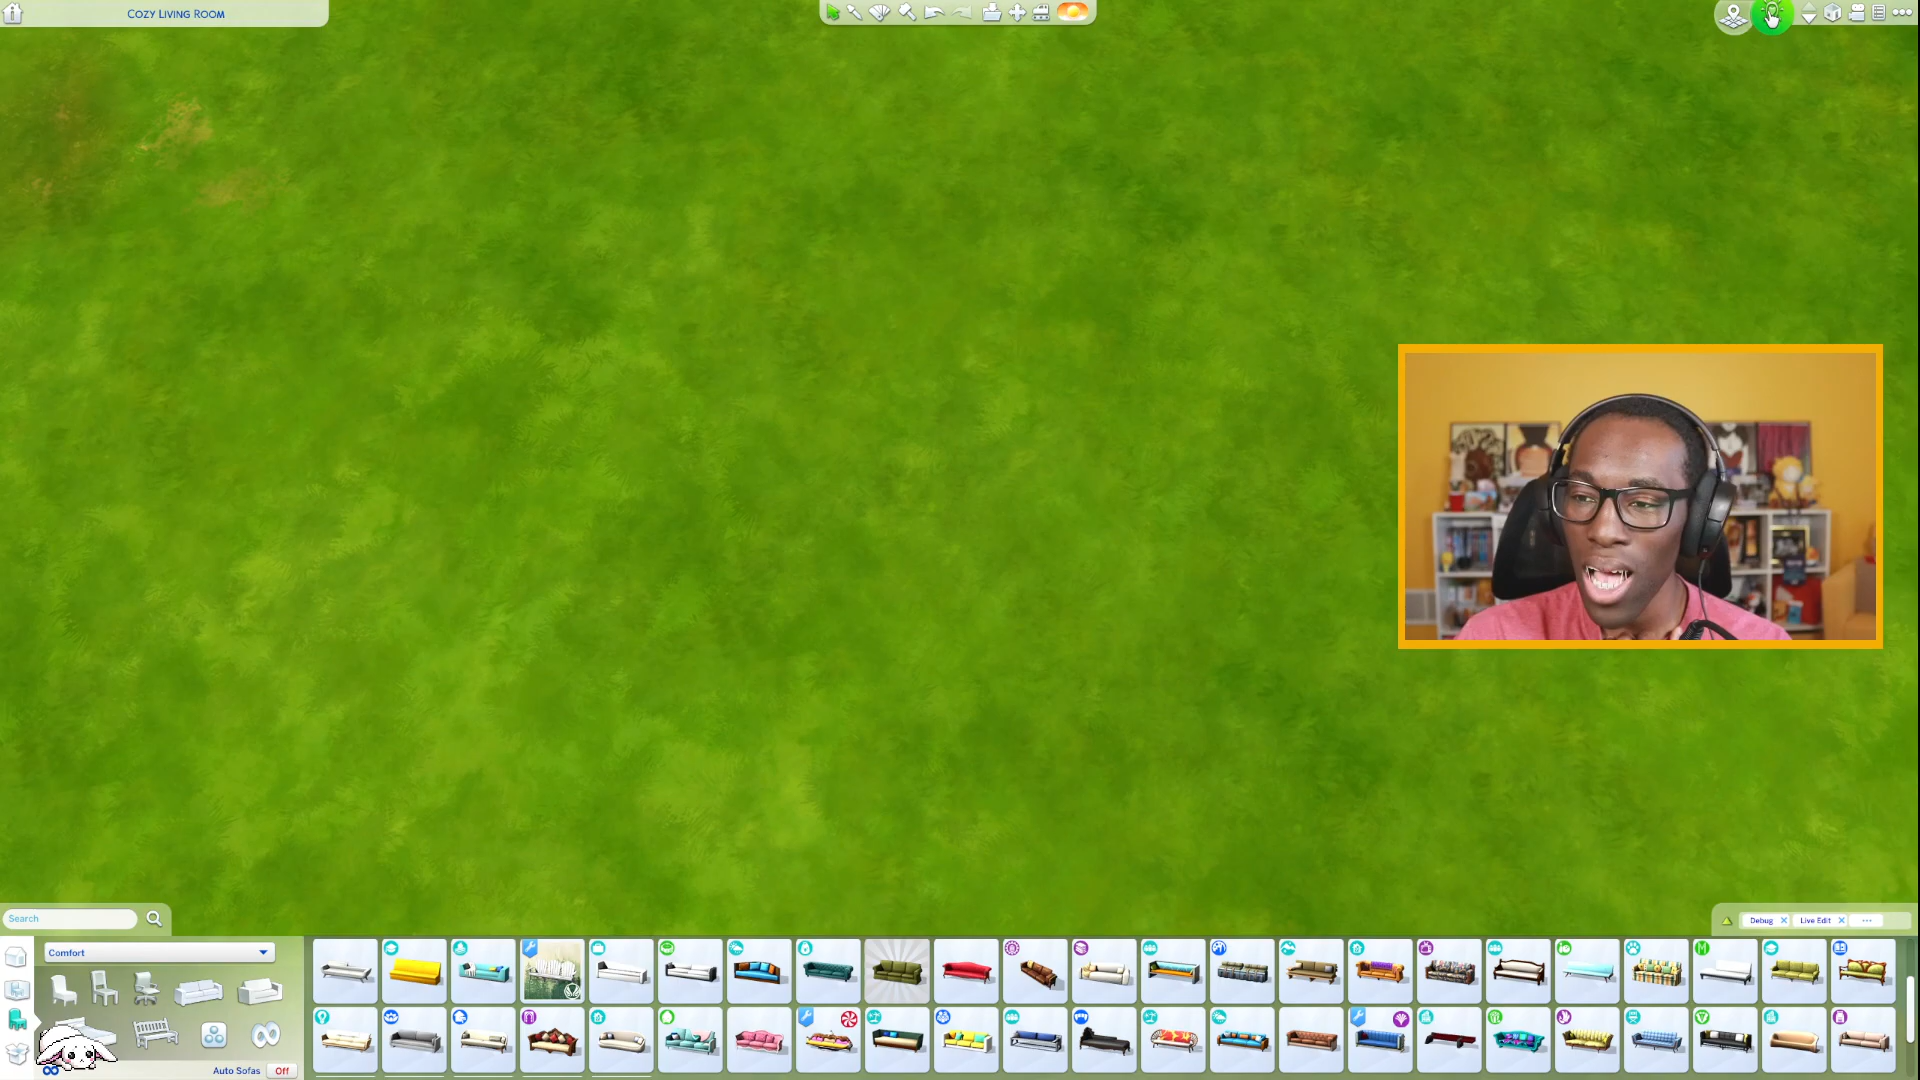 COZY LIVING ROOM
Search
Debug
Live Edit
Comfort
Auto Sofas
Off